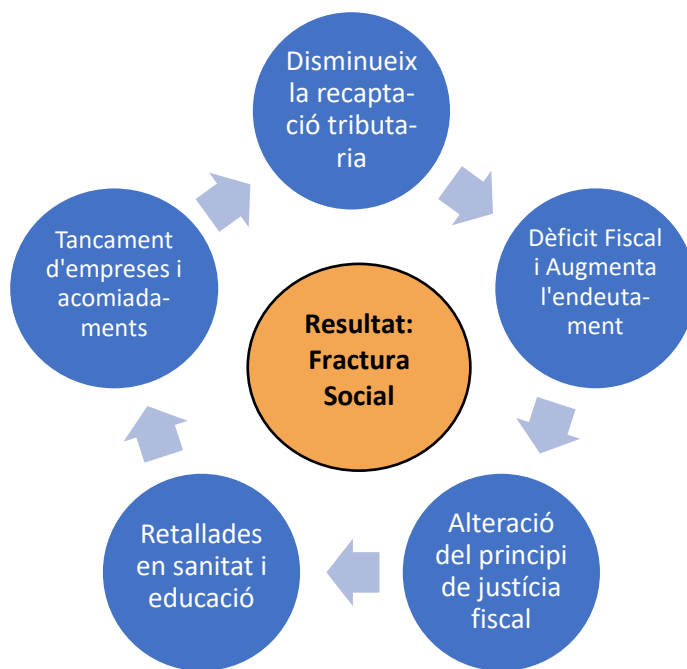 Disminueix
la recapta-
ció tributa-
ria
Dèficit Fiscal
i Augmenta
l'endeuta-
ment
Alteració
del principi
de justícia
fiscal
Retallades
en sanitat i
educació
Tancament
d'empreses i
acomiada-
ments
Resultat:
Fractura
Social